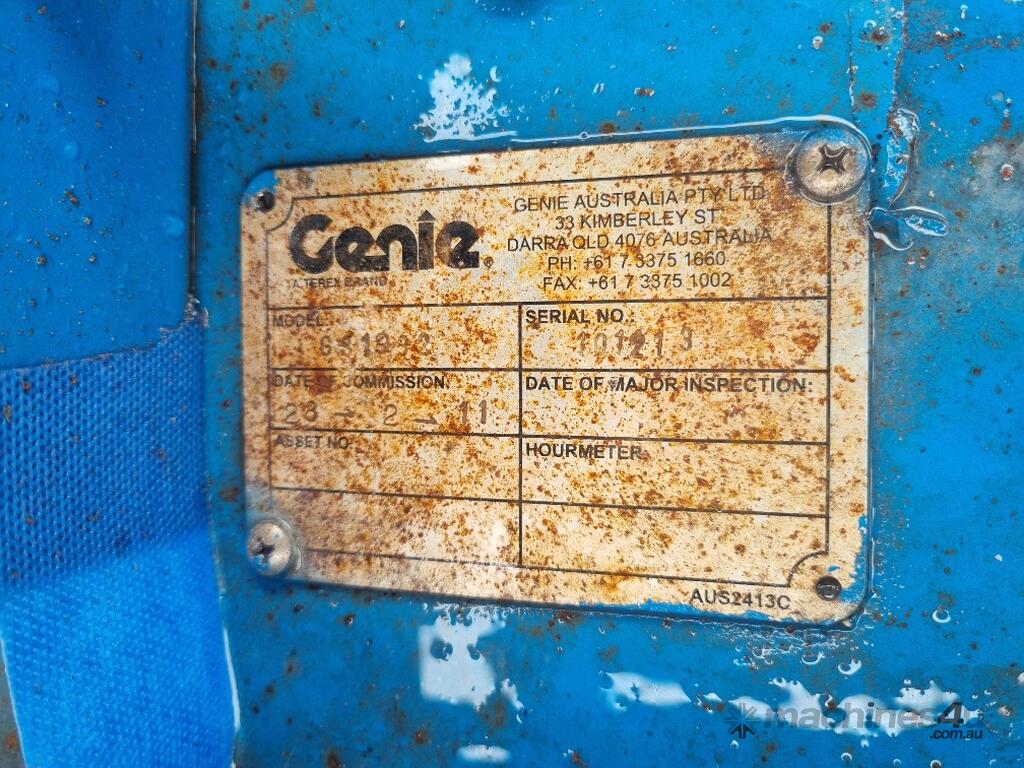 Genie®
A TEREX BRAND
GENIE AUSTRALIA PTY LTD
33 KIMBERLEY ST
DARRA QLD 4076 AUSTRALIA
PH: +61 7 3375 1660
FAX: +61 7 3375 1002
MODEL:
SERIAL NO.:
101213
DATE OF COMMISSION:
28 - 2 - 11
DATE OF MAJOR INSPECTION:
ASSET NO.
HOURMETER:
AUS2413C
machines4u
.com.au